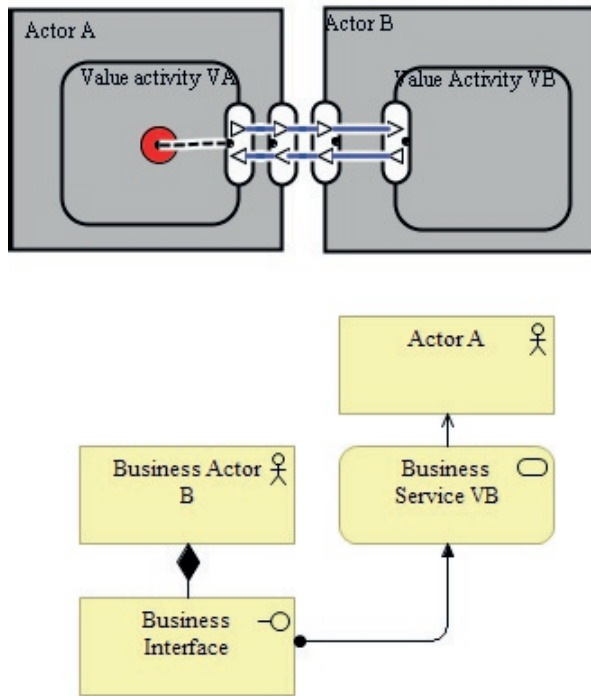 Actor A
Actor B
Value activity VA
Value Activity VB
Actor A
Business Actor
B
Business
Service VB
Business
Interface